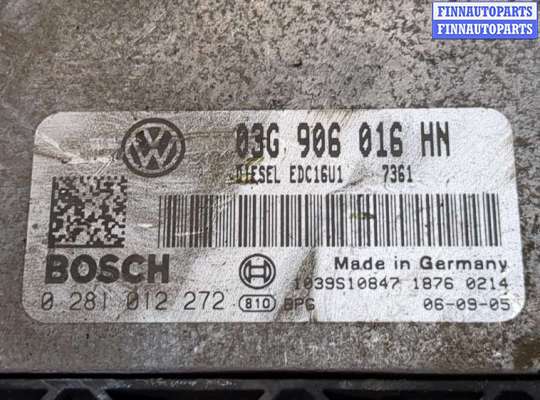 FINNAUTOPARTS
FINNAUTOPARTS
03G 906 016 HN
DIESEL EDC16U1 7361
BOSCH
Made in Germany
1039S10847 1876 0214
0 281 012 272 810 BPG 06-09-05